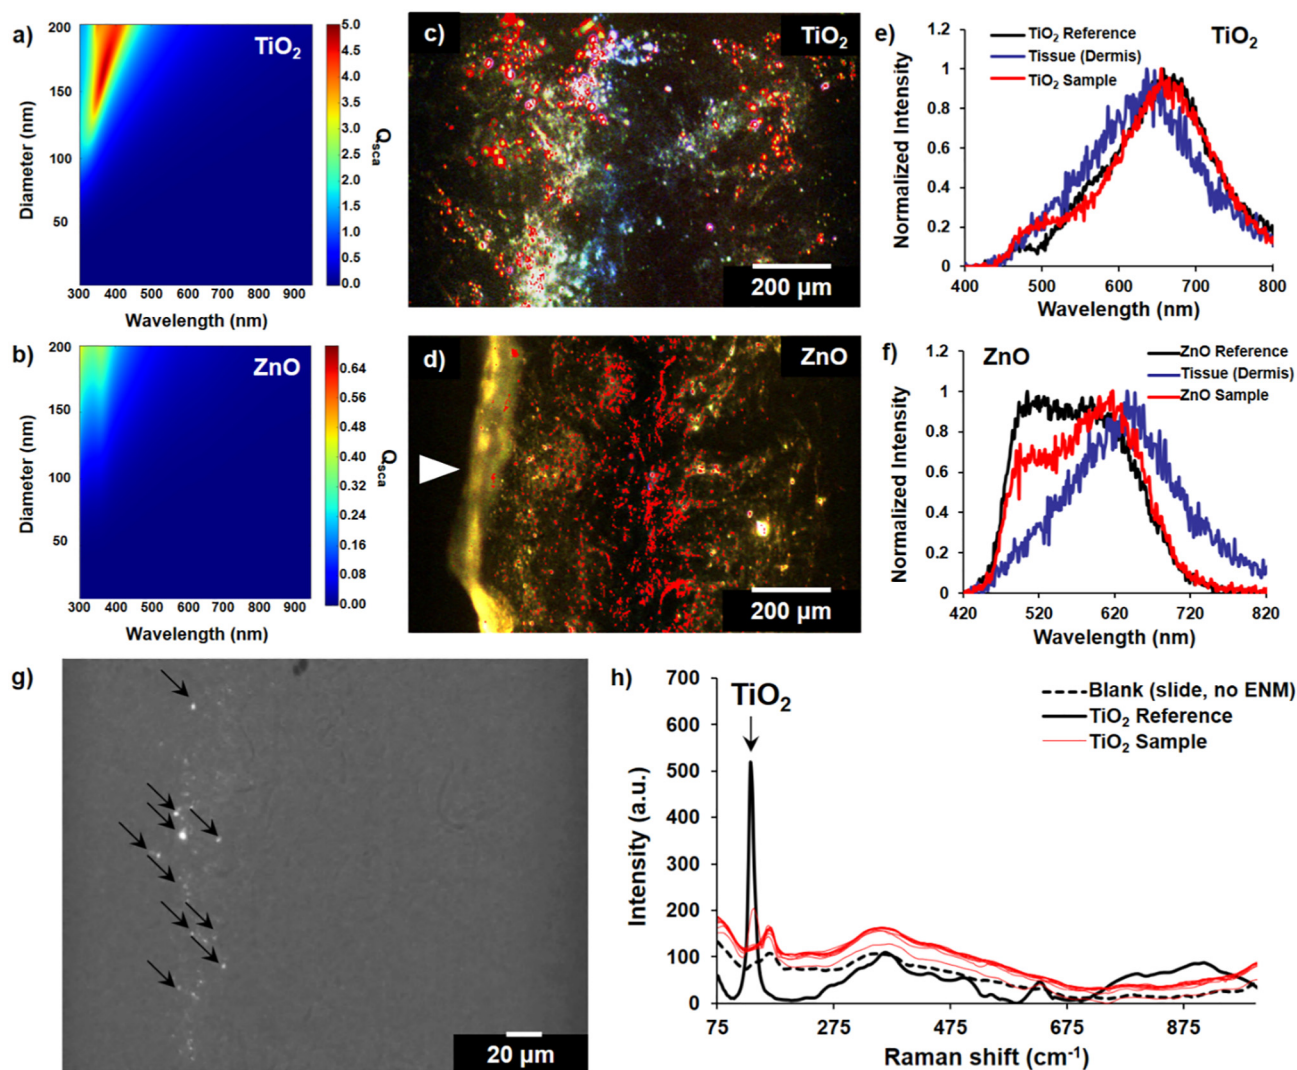 a)
TiO2
Diameter (nm)
200
150
100
50
300 400 500 600 700 800 900
Wavelength (nm)
5.0
4.5
4.0
3.5
3.0
2.5
2.0
1.5
1.0
0.5
0.0
Qsca
c)
TiO2
200 µm
e)
TiO2
TiO2 Reference
Tissue (Dermis)
TiO2 Sample
Normalized Intensity
1.2
1
0.8
0.6
0.4
0.2
0
400 500 600 700 800
Wavelength (nm)
b)
ZnO
Diameter (nm)
200
150
100
50
300 400 500 600 700 800 900
Wavelength (nm)
0.64
0.56
0.48
0.40
0.32
0.24
0.16
0.08
0.00
Qsca
d)
ZnO
200 µm
f)
ZnO
ZnO Reference
Tissue (Dermis)
ZnO Sample
Normalized Intensity
1.2
1
0.8
0.6
0.4
0.2
0
420 520 620 720 820
Wavelength (nm)
g)
20 µm
h)
TiO2
Blank (slide, no ENM)
TiO2 Reference
TiO2 Sample
Intensity (a.u.)
700
600
500
400
300
200
100
0
75 275 475 675 875
Raman shift (cm-1)